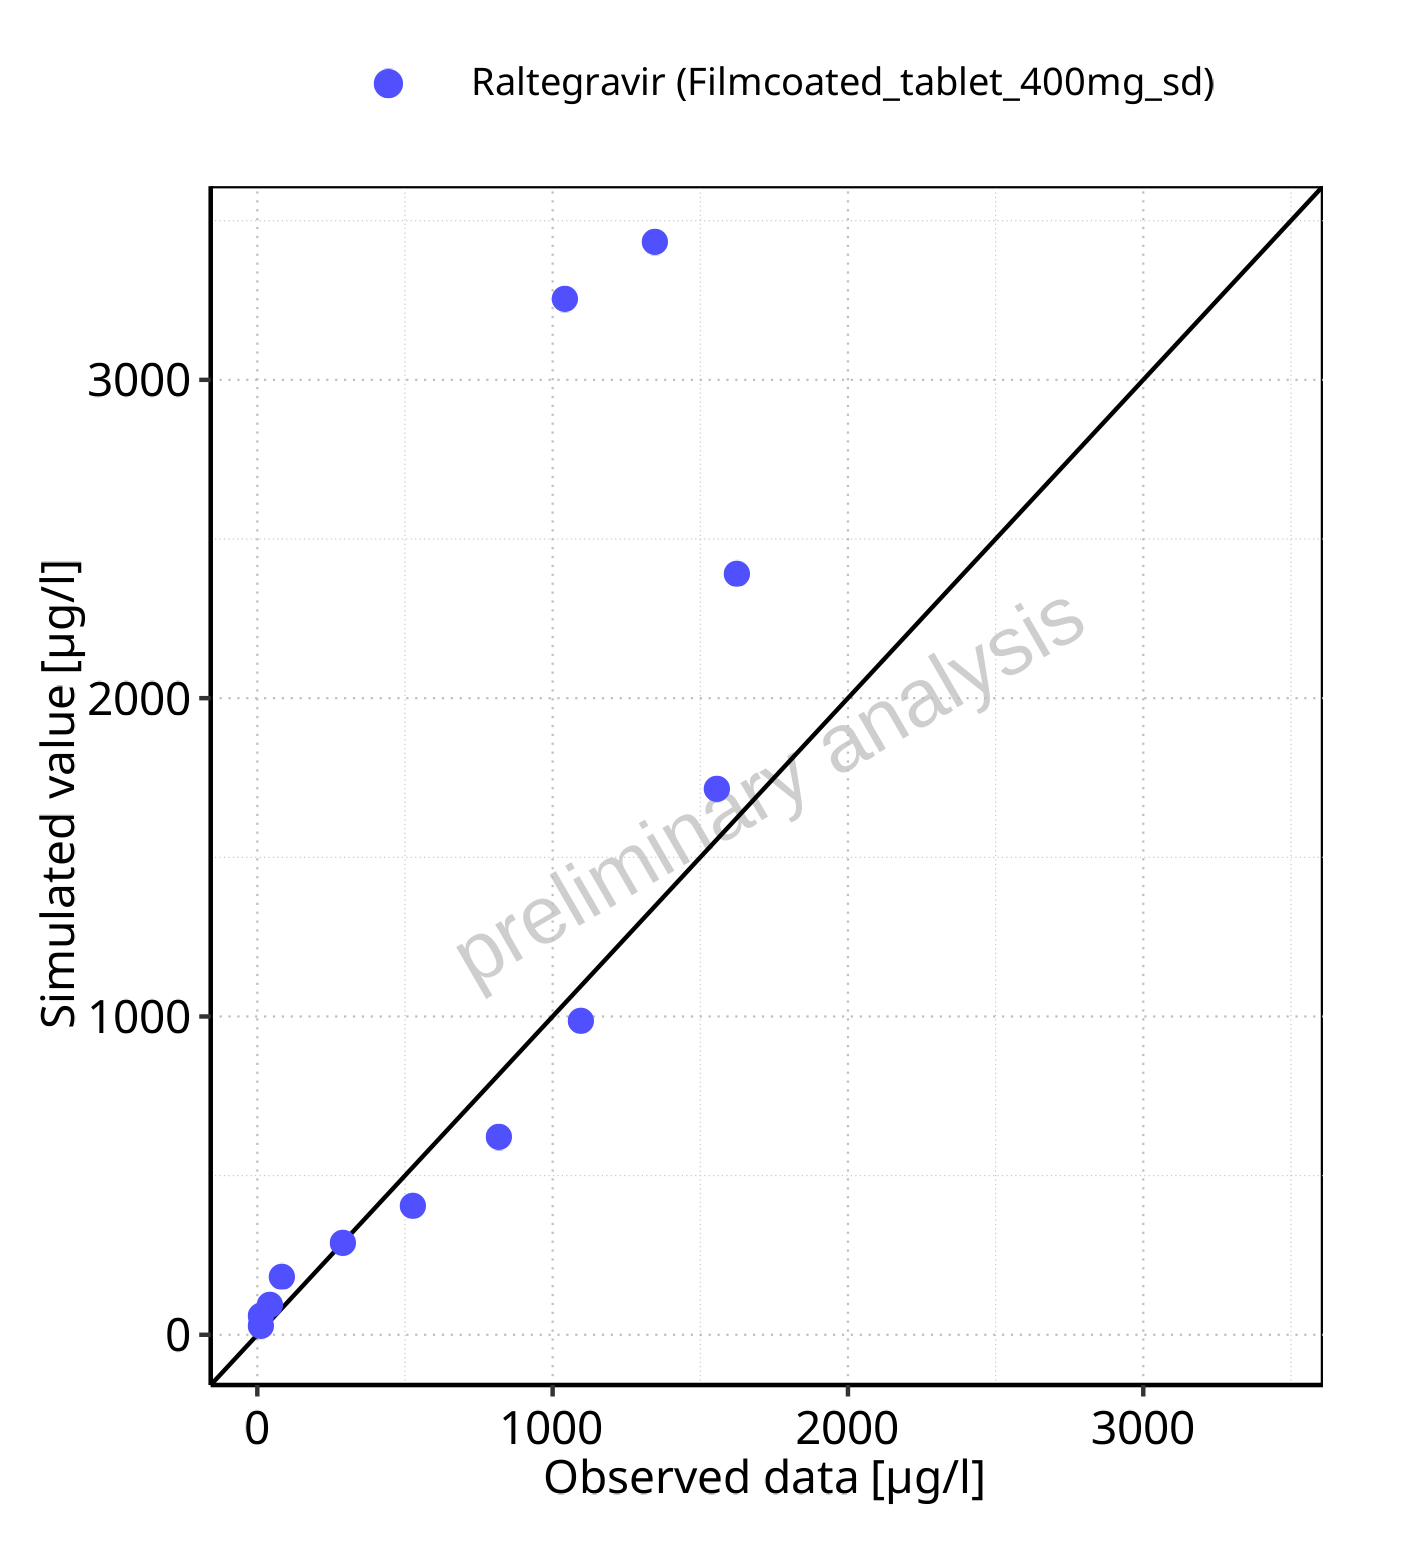 Raltegravir (Filmcoated_tablet_400mg_sd)
3000
2000
1000
0
Simulated value [µg/l]
preliminary analysis
0 1000 2000 3000
Observed data [µg/l]